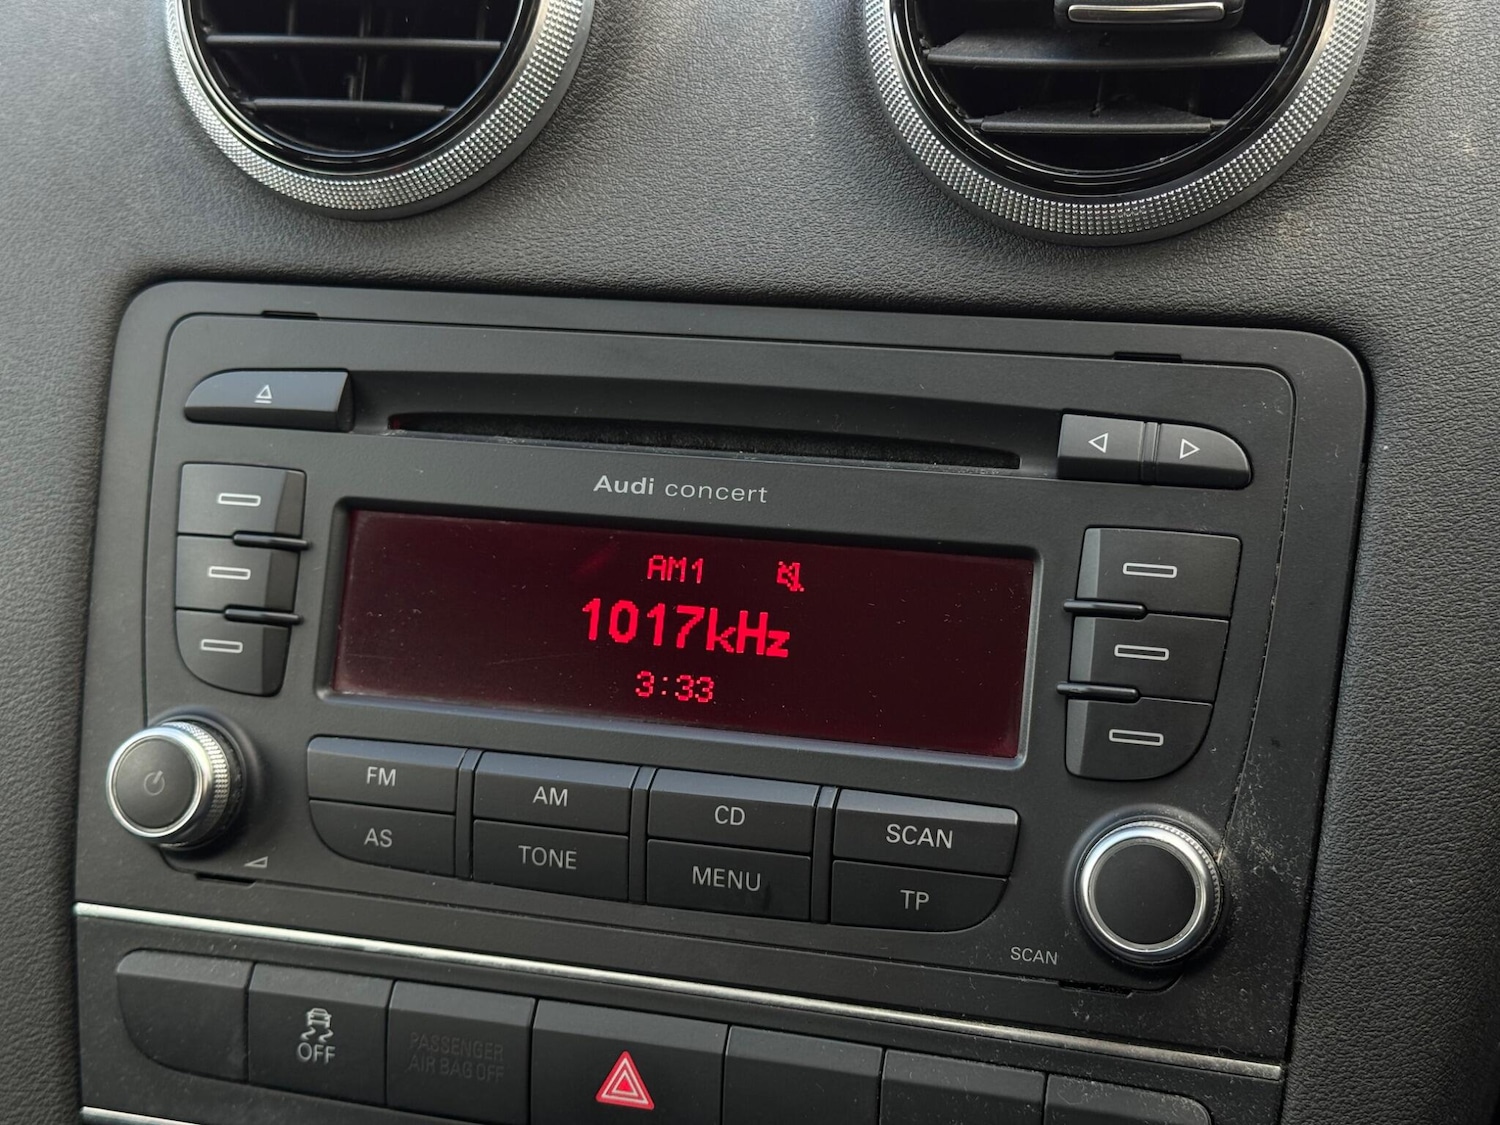 Audi concert
AM1
1017kHz
3:33
FM
AM
CD
SCAN
AS
TONE
MENU
TP
SCAN
OFF
PASSENGER
AIR BAG OFF